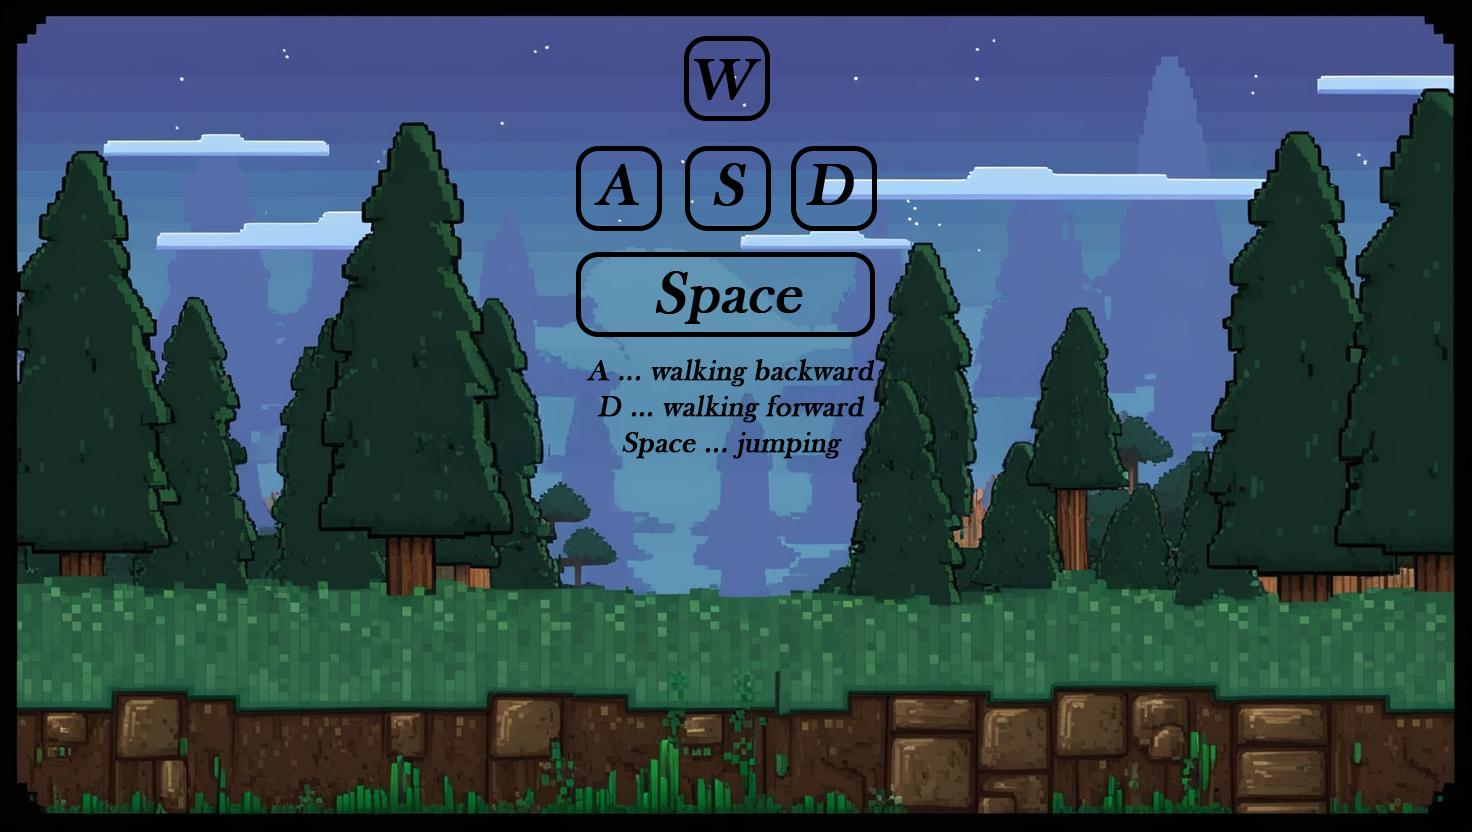 W
A S D
Space
A ... walking backward
D ... walking forward
Space ... jumping